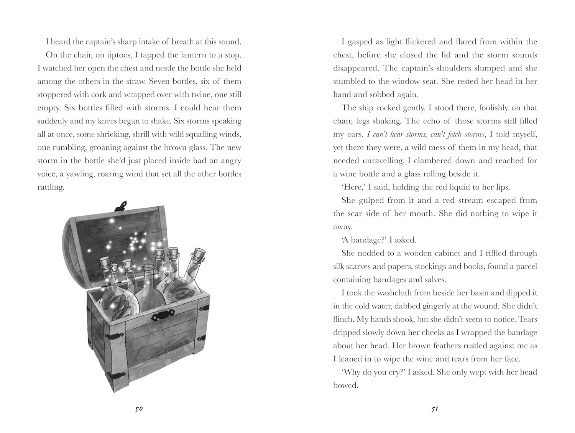 I heard the captain's sharp intake of breath at this sound.
On the chair, on tiptoes, I tapped the lantern to a stop.
I watched her open the chest and nestle the bottle she held
among the others in the straw. Seven bottles, six of them
stoppered with cork and wrapped over with twine, one still
empty. Six bottles filled with storms. I could hear them
suddenly and my knees began to shake. Six storms speaking
all at once, some shrieking, shrill with wild squalling winds,
one rumbling, groaning against the brown glass. The new
storm in the bottle she'd just placed inside had an angry
voice, a yawling, roaring wind that set all the other bottles
rattling.
50
I gasped as light flickered and flared from within the
chest, before she closed the lid and the storm sounds
disappeared. The captain's shoulders slumped and she
stumbled to the window seat. She rested her head in her
hand and sobbed again.
The ship rocked gently. I stood there, foolishly on that
chair, legs shaking. The echo of those storms still filled
my ears. I can't hear storms, can't fetch storms, I told myself,
yet there they were, a wild mess of them in my head, that
needed unravelling. I clambered down and reached for
a wine bottle and a glass rolling beside it.
'Here,' I said, holding the red liquid to her lips.
She gulped from it and a red stream escaped from
the scar side of her mouth. She did nothing to wipe it
away.
'A bandage?' I asked.
She nodded to a wooden cabinet and I riffled through
silk scarves and papers, stockings and books, found a parcel
containing bandages and salves.
I took the washcloth from beside her basin and dipped it
in the cold water, dabbed gingerly at the wound. She didn't
flinch. My hands shook, but she didn't seem to notice. Tears
dripped slowly down her cheeks as I wrapped the bandage
about her head. Her brown feathers rustled against me as
I leaned in to wipe the wine and tears from her face.
'Why do you cry?' I asked. She only wept with her head
bowed.
51